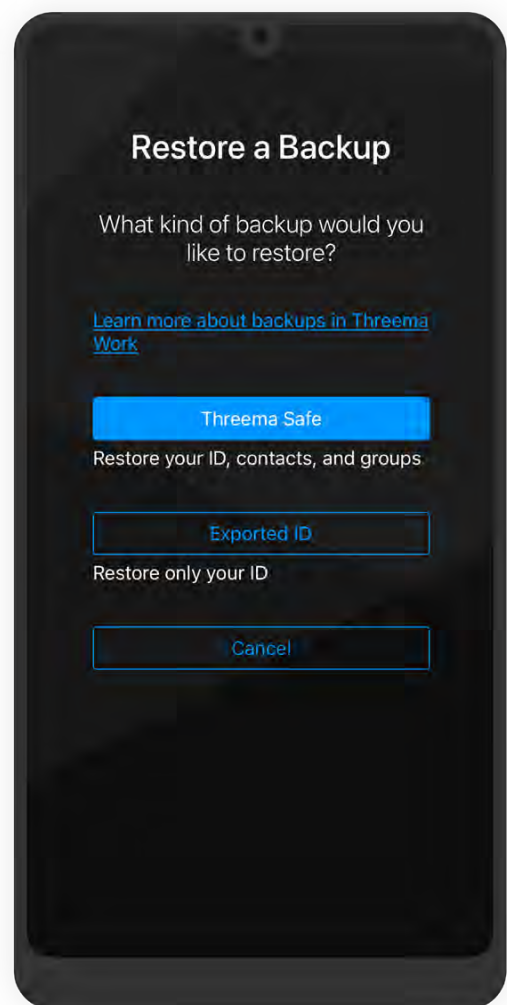 Restore a Backup
What kind of backup would you
like to restore?
Learn more about backups in Threema
Work
Threema Safe
Restore your ID, contacts, and groups
Exported ID
Restore only your ID
Cancel